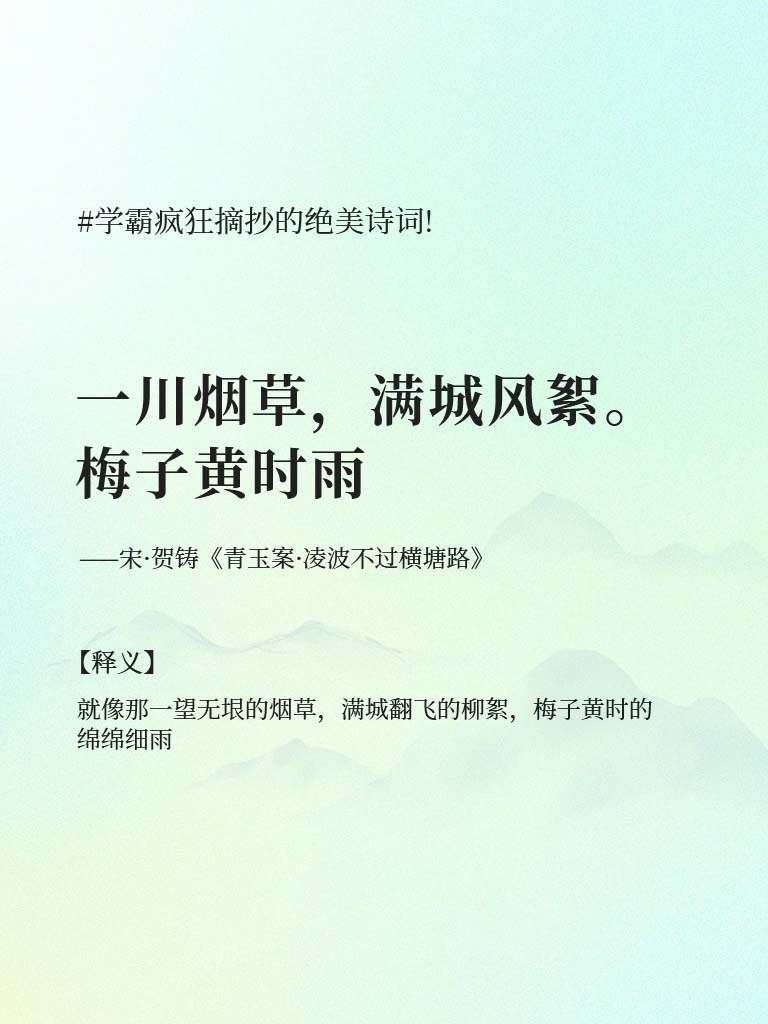 #学霸疯狂摘抄的绝美诗词!
一川烟草，满城风絮。
梅子黄时雨
——宋·贺铸《青玉案·凌波不过横塘路》
【释义】
就像那一望无垠的烟草，满城翻飞的柳絮，梅子黄时的
绵绵细雨